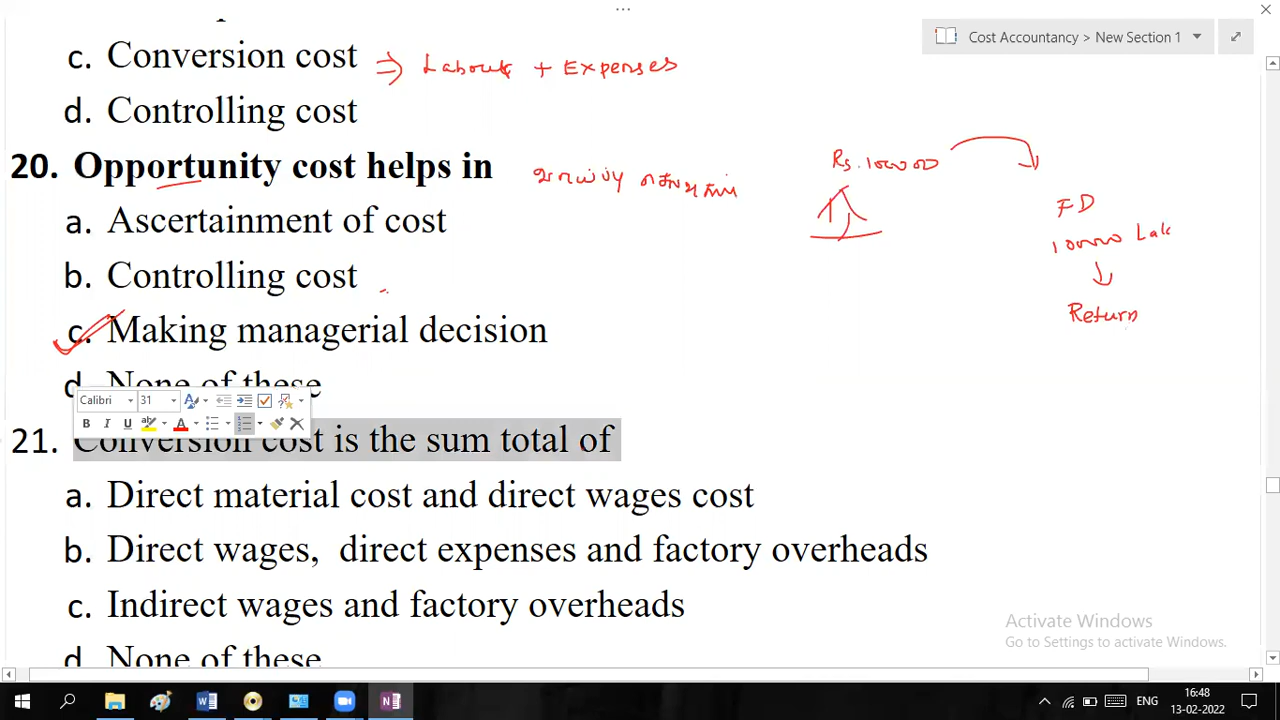 Cost Accountancy > New Section 1
c. Conversion cost ⇒ Labour + Expenses
d. Controlling cost
20. Opportunity cost helps in
Rs.100000
a. Ascertainment of cost
FD
b. Controlling cost
c. Making managerial decision
Return
d. None of these
Calibri 31
B I U ab A
21. Conversion cost is the sum total of
a. Direct material cost and direct wages cost
b. Direct wages, direct expenses and factory overheads
c. Indirect wages and factory overheads
d. None of these
Activate Windows
Go to Settings to activate Windows.
ENG
16:48
13-02-2022